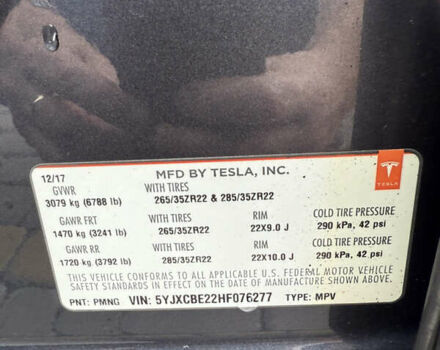 12/17 MFD BY TESLA, INC.
TESLA
GVWR WITH TIRES
3079 kg (6788 lb) 265/35ZR22 & 285/35ZR22
GAWR FRT WITH TIRES RIM COLD TIRE PRESSURE
1470 kg (3241 lb) 265/35ZR22 22X9.0 J 290 kPa, 42 psi
GAWR RR WITH TIRES RIM COLD TIRE PRESSURE
1720 kg (3792 lb) 285/35ZR22 22X10.0 J 290 kPa, 42 psi
THIS VEHICLE CONFORMS TO ALL APPLICABLE U.S. FEDERAL MOTOR VEHICLE
SAFETY STANDARDS IN EFFECT ON THE DATE OF MANUFACTURE SHOWN ABOVE.
PNT: PMNG VIN: 5YJXCBE22HF076277 TYPE: MPV